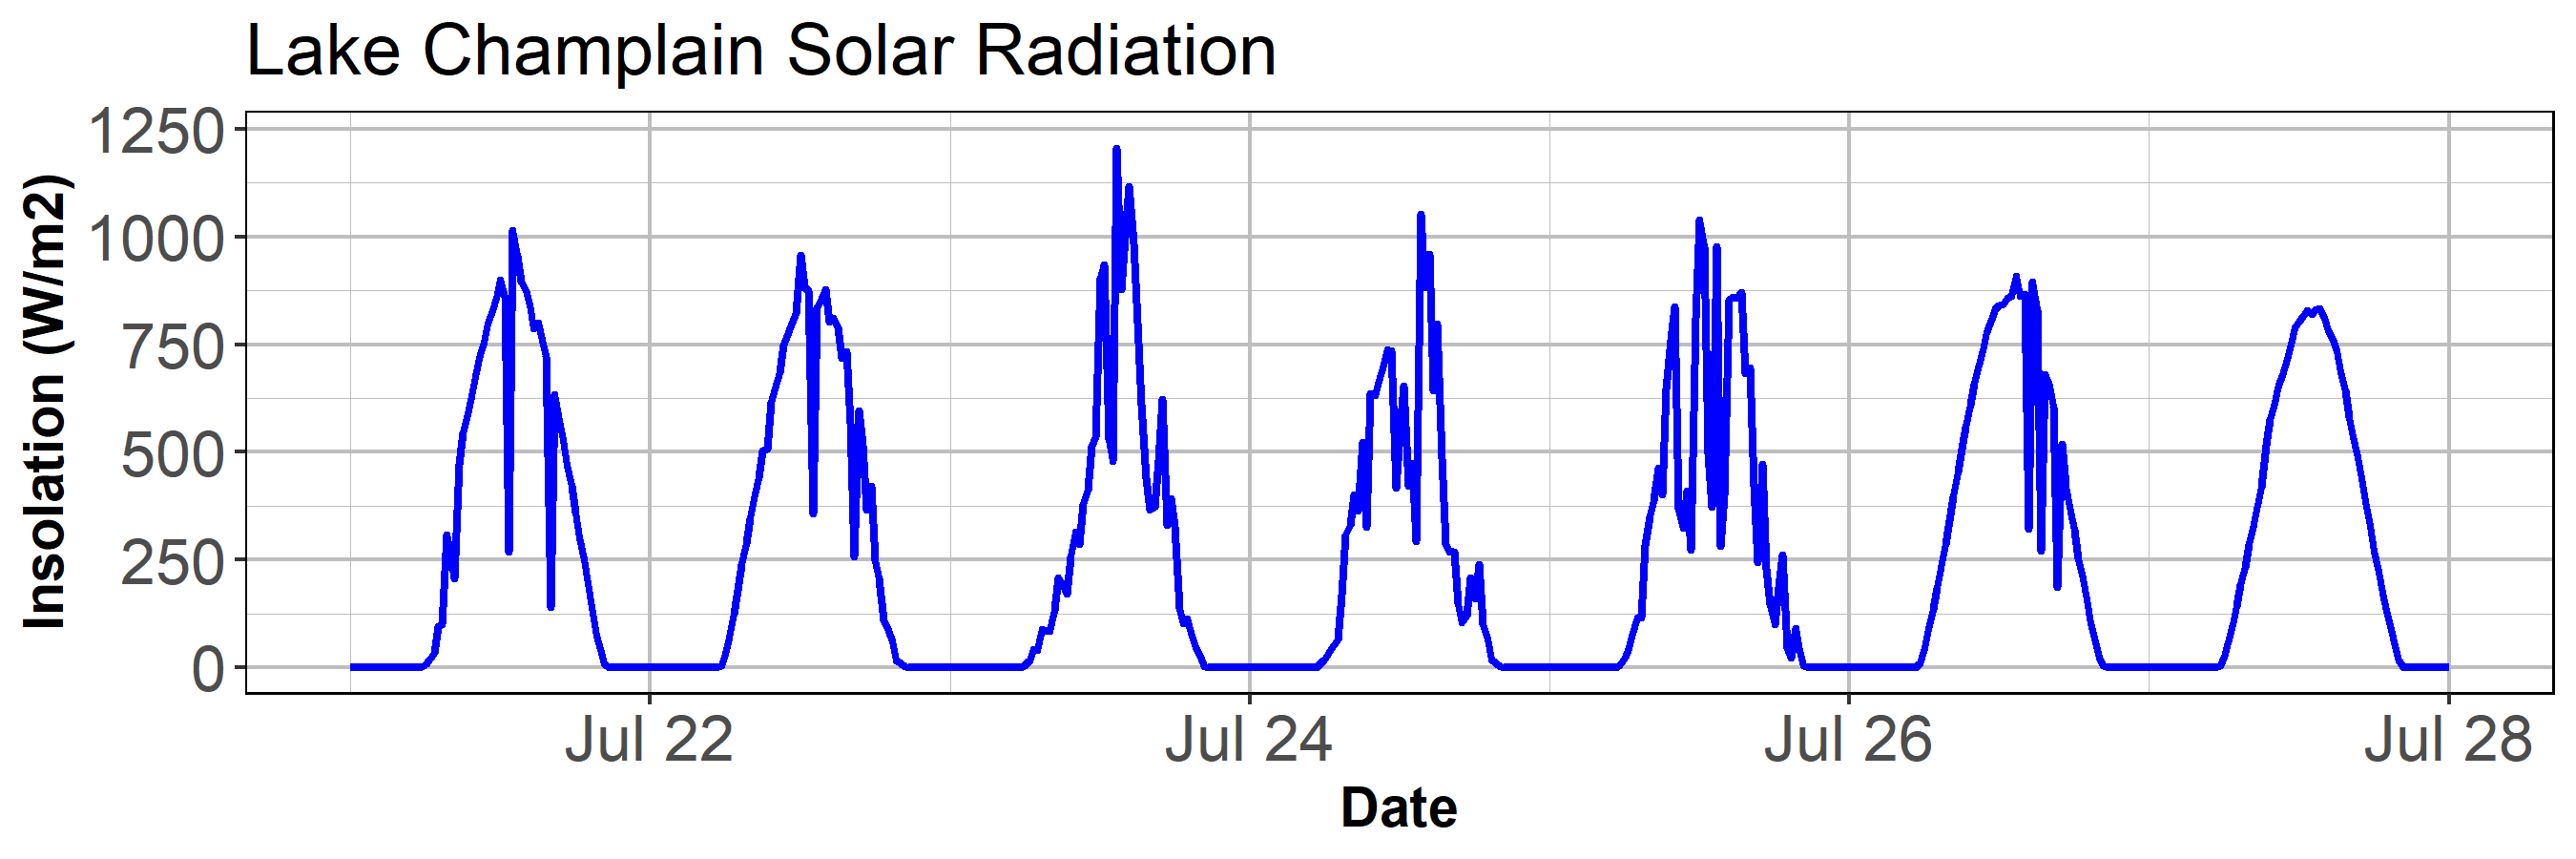 Lake Champlain Solar Radiation
1250
1000
750
500
250
0
Insolation (W/m2)
Jul 22 Jul 24 Jul 26 Jul 28
Date